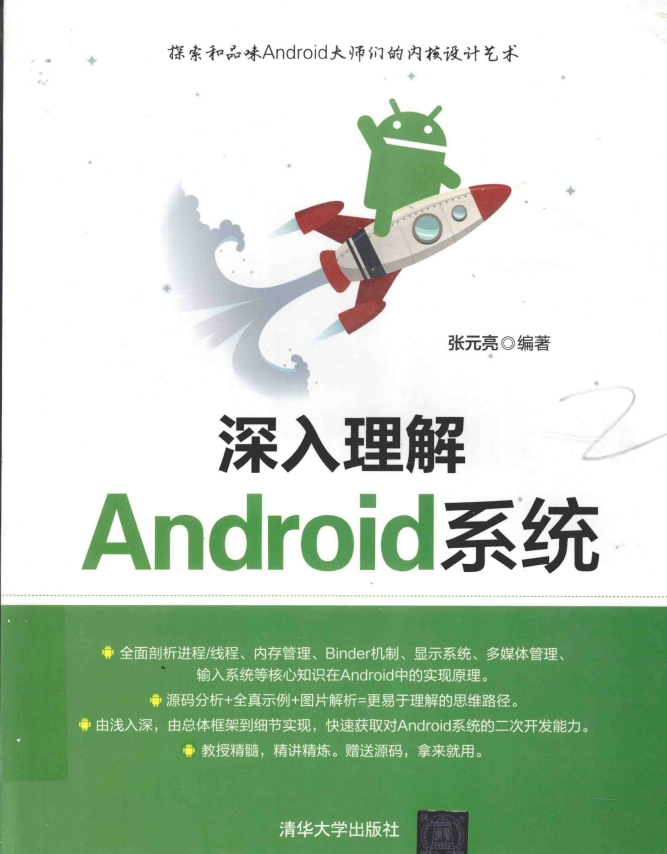 探索和品味Android大师们的内核设计艺术
张元亮◎编著
深入理解
Android系统
全面剖析进程/线程、内存管理、Binder机制、显示系统、多媒体管理、
输入系统等核心知识在Android中的实现原理。
源码分析+全真示例+图片解析=更易于理解的思维路径。
由浅入深，由总体框架到细节实现，快速获取对Android系统的二次开发能力。
教授精髓，精讲精炼。赠送源码，拿来就用。
清华大学出版社